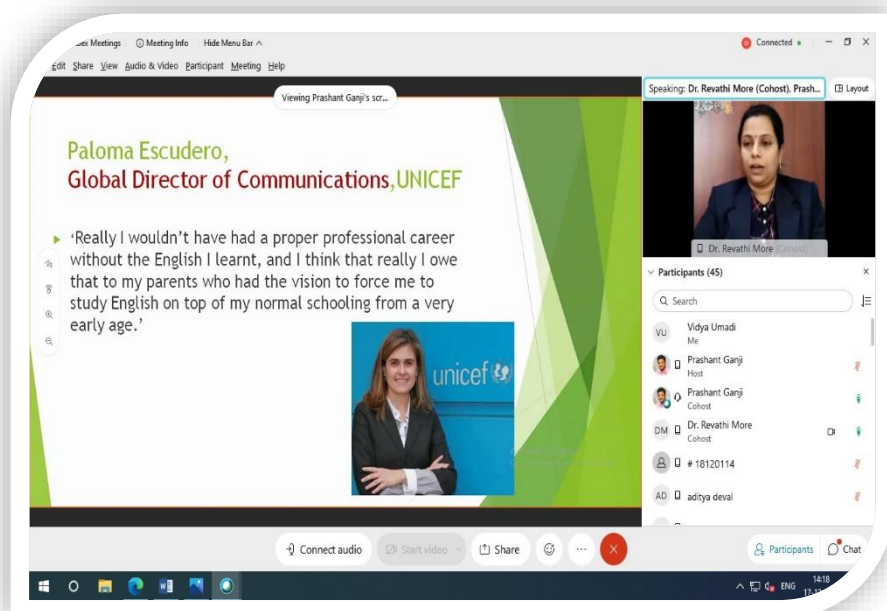 Meetings Meeting Info Hide Menu Bar
Connected
Edit Share View Audio & Video Participant Meeting Help
Viewing Prashant Ganji's scr...
Speaking: Dr. Revathi More (Cohost), Prash...
Layout
Paloma Escudero,
Global Director of Communications,UNICEF
‘Really I wouldn’t have had a proper professional career
without the English I learnt, and I think that really I owe
that to my parents who had the vision to force me to
study English on top of my normal schooling from a very
early age.’
unicef
Dr. Revathi More (Cohost)
Participants (45)
Search
VU Vidya Umadi
Me
Prashant Ganji
Host
Prashant Ganji
Cohost
DM Dr. Revathi More
Cohost
# 18120114
AD aditya deval
Connect audio Start video Share
Participants Chat
ENG
14:18